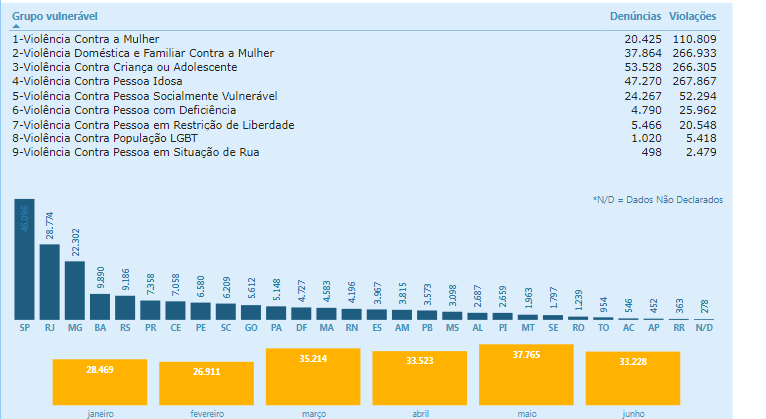 Grupo vulnerável Denúncias Violações
1-Violência Contra a Mulher 20.425 110.809
2-Violência Doméstica e Familiar Contra a Mulher 37.864 266.933
3-Violência Contra Criança ou Adolescente 53.528 266.305
4-Violência Contra Pessoa Idosa 47.270 267.867
5-Violência Contra Pessoa Socialmente Vulnerável 24.267 52.294
6-Violência Contra Pessoa com Deficiência 4.790 25.962
7-Violência Contra Pessoa em Restrição de Liberdade 5.466 20.548
8-Violência Contra População LGBT 1.020 5.418
9-Violência Contra Pessoa em Situação de Rua 498 2.479
*N/D = Dados Não Declarados
46.096 28.774 22.302 9.890 9.186 7.358 7.058 6.580 6.209 5.612 5.148 4.727 4.583 4.196 3.967 3.815 3.573 3.098 2.687 2.659 1.963 1.797 1.239 954 546 452 363 278
SP RJ MG BA RS PR CE PE SC GO PA DF MA RN ES AM PB MS AL PI MT SE RO TO AC AP RR N/D
28.469 26.911 35.214 33.523 37.765 33.228
janeiro fevereiro março abril maio junho